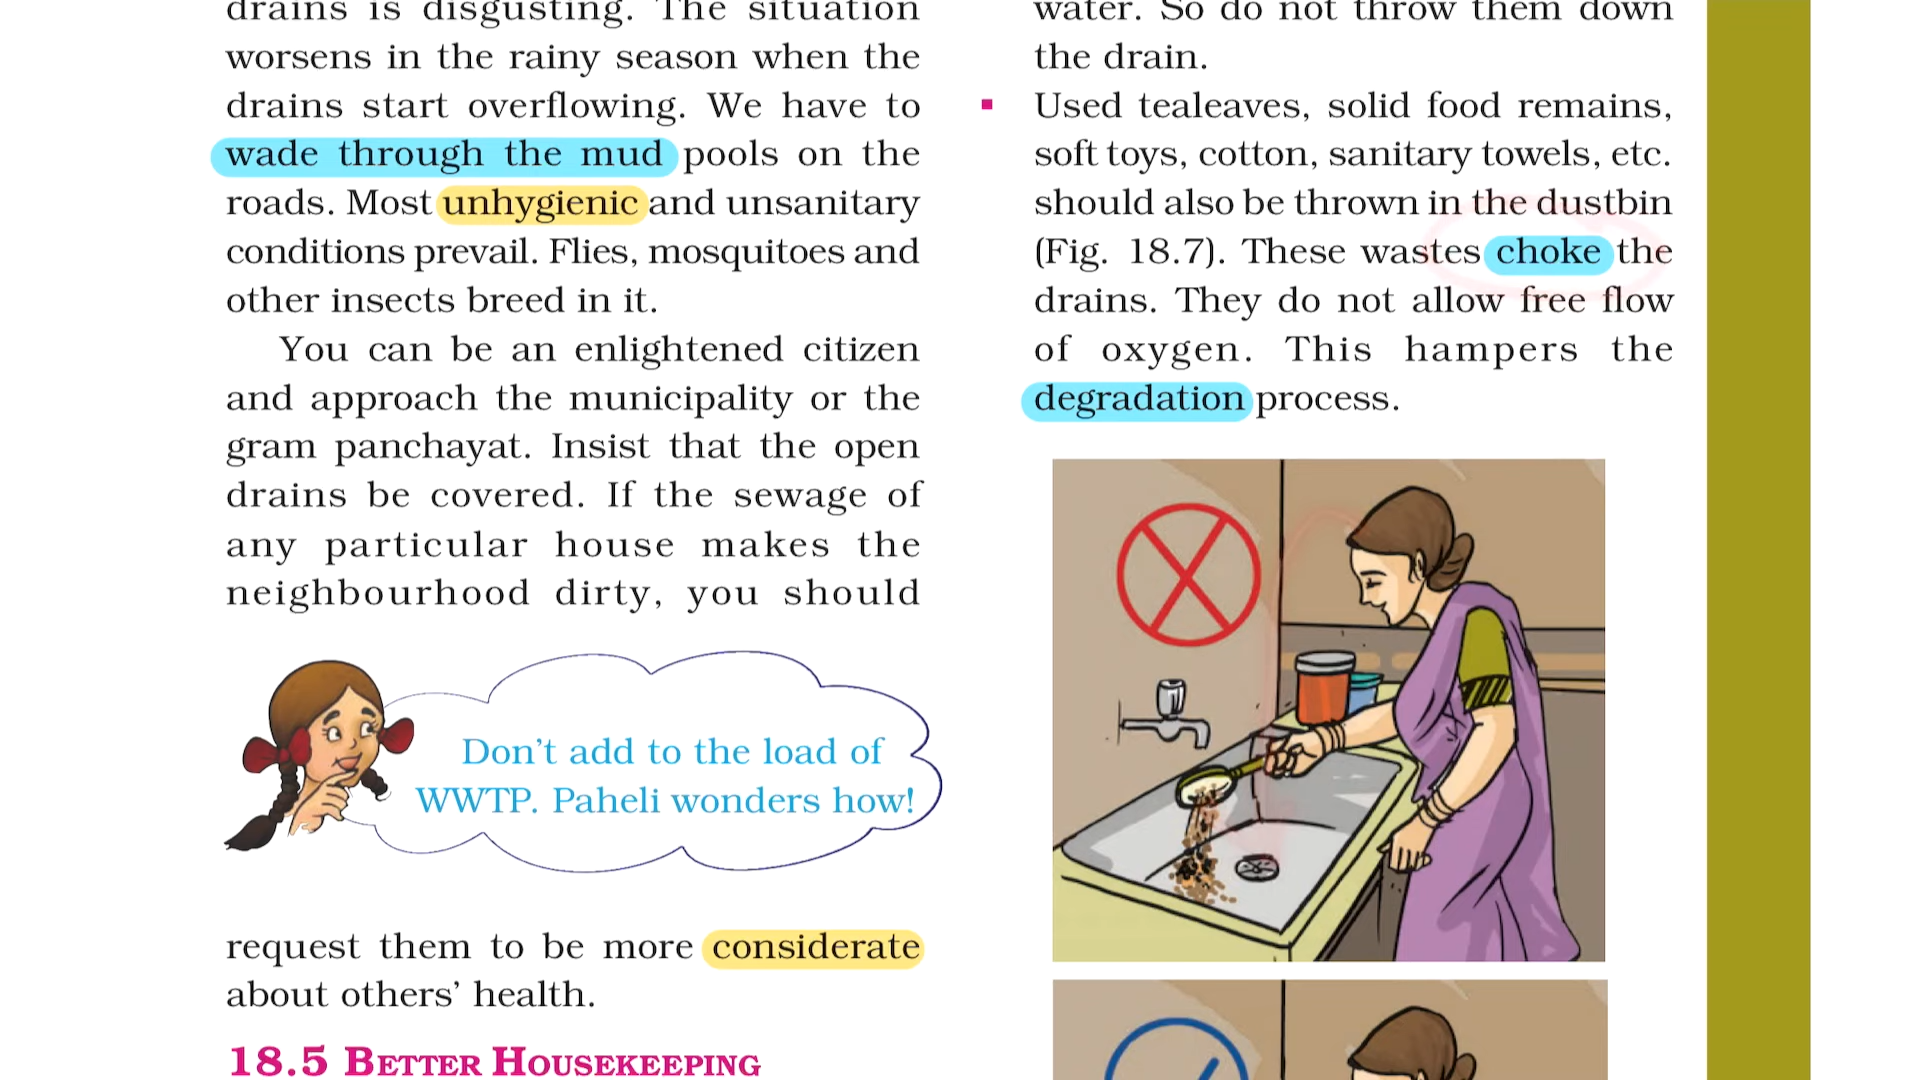 drains is disgusting. The situation
worsens in the rainy season when the
drains start overflowing. We have to
wade through the mud pools on the
roads. Most unhygienic and unsanitary
conditions prevail. Flies, mosquitoes and
other insects breed in it.
You can be an enlightened citizen
and approach the municipality or the
gram panchayat. Insist that the open
drains be covered. If the sewage of
any particular house makes the
neighbourhood dirty, you should
Don’t add to the load of
WWTP. Paheli wonders how!
request them to be more considerate
about others’ health.
18.5 BETTER HOUSEKEEPING
water. So do not throw them down
the drain.
▪ Used tealeaves, solid food remains,
soft toys, cotton, sanitary towels, etc.
should also be thrown in the dustbin
(Fig. 18.7). These wastes choke the
drains. They do not allow free flow
of oxygen. This hampers the
degradation process.